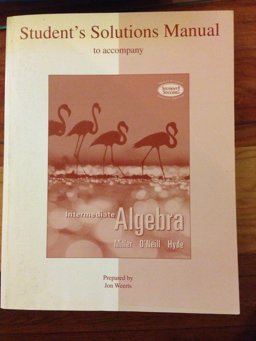 Student's Solutions Manual
to accompany
Intermediate
Algebra
Miller O'Neill Hyde
Prepared by
Jon Weerts